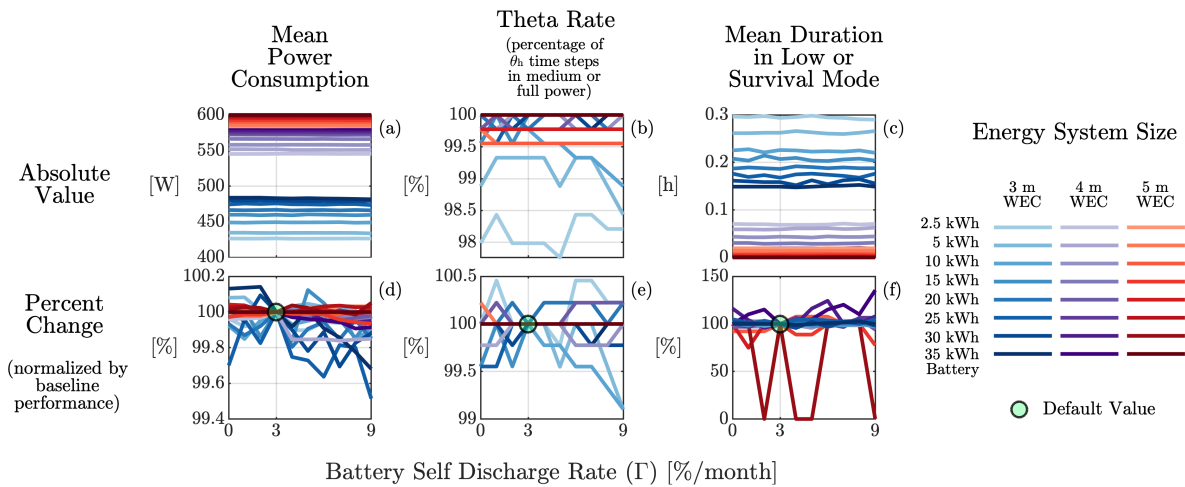 Mean
Power
Consumption
Theta Rate
(percentage of
θh time steps
in medium or
full power)
Mean Duration
in Low or
Survival Mode
Absolute
Value
[W]
600
550
500
450
400
(a)
[%]
100
99.5
99
98.5
98
(b)
[h]
0.3
0.2
0.1
0
(c)
Percent
Change
(normalized by
baseline
performance)
[%]
100.2
100
99.8
99.6
99.4
0 3 9
(d)
[%]
100.5
100
99.5
99
0 3 9
(e)
[%]
150
100
50
0
0 3 9
(f)
Battery Self Discharge Rate (Γ) [%/month]
Energy System Size
3 m
WEC
4 m
WEC
5 m
WEC
2.5 kWh
5 kWh
10 kWh
15 kWh
20 kWh
25 kWh
30 kWh
35 kWh
Battery
Default Value